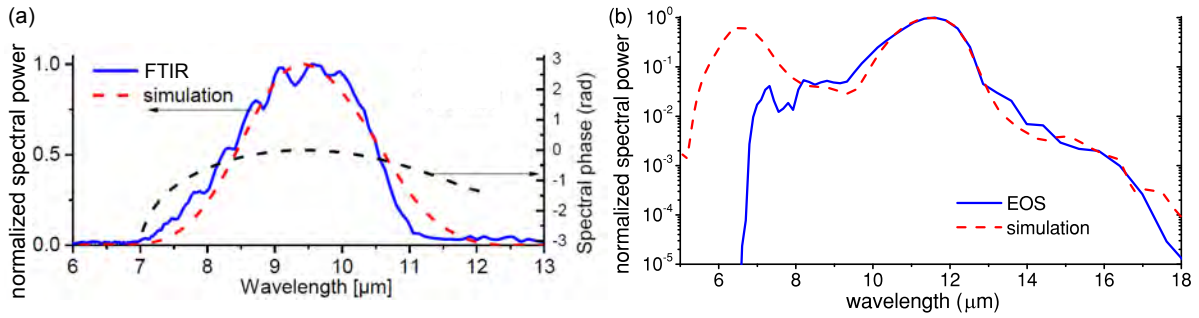 (a)
normalized spectral power
1.0
0.5
0.0
FTIR
simulation
6
7
8
9
10
11
12
13
Wavelength [µm]
3
2
1
0
-1
-2
-3
Spectral phase (rad)
(b)
normalized spectral power
10⁰
10⁻¹
10⁻²
10⁻³
10⁻⁴
10⁻⁵
EOS
simulation
6
8
10
12
14
16
18
wavelength (µm)